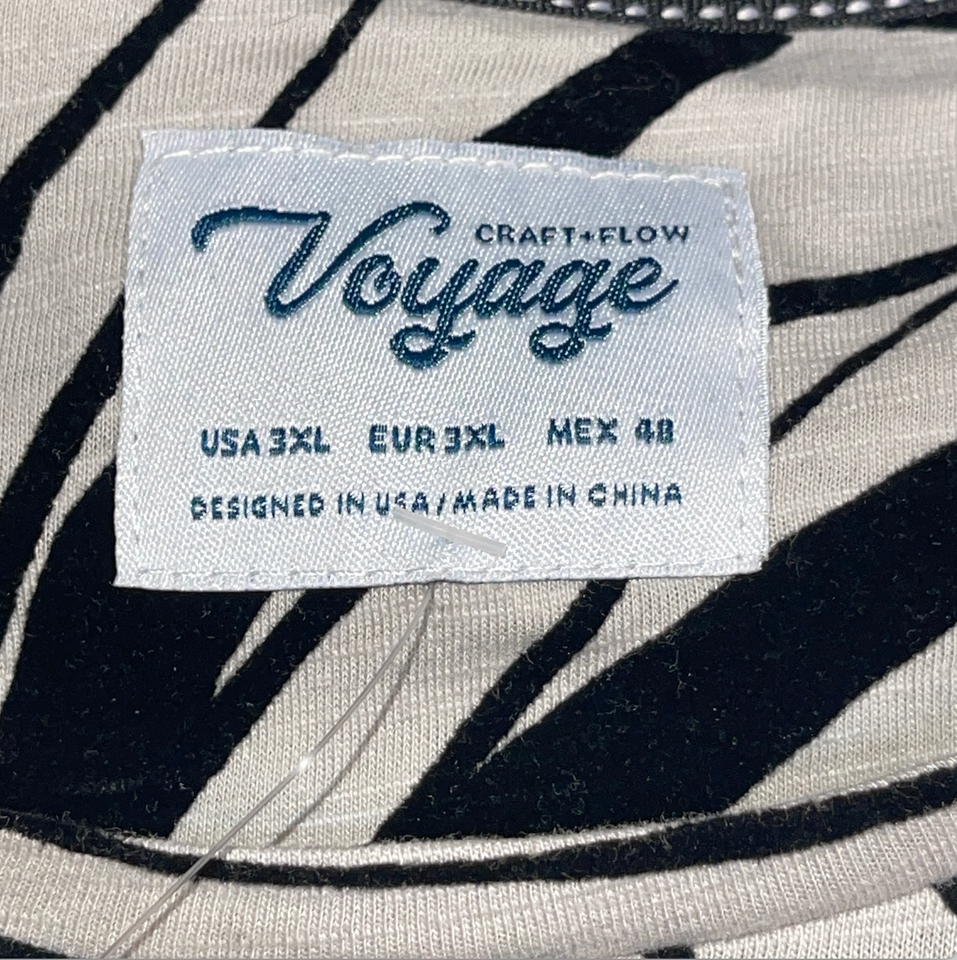 CRAFT+FLOW
Voyage
USA 3XL EUR 3XL MEX 48
DESIGNED IN USA / MADE IN CHINA